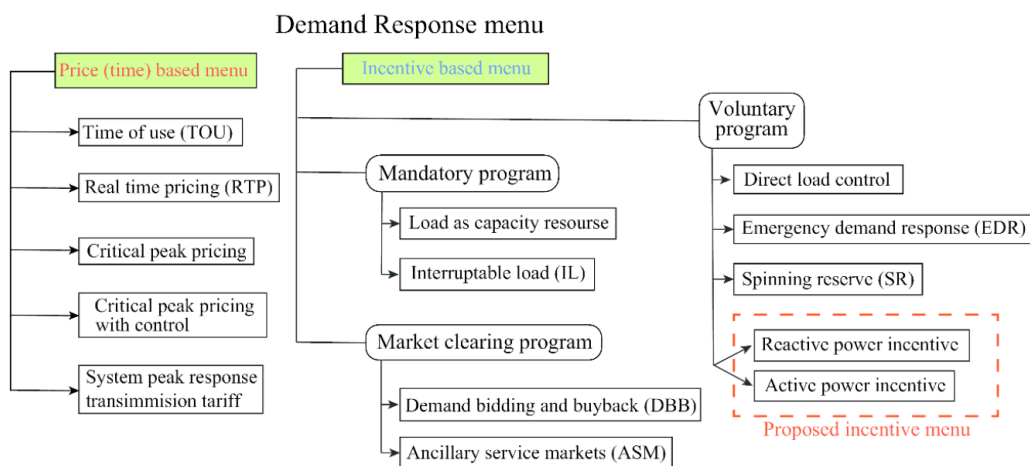 Demand Response menu
Price (time) based menu
Time of use (TOU)
Real time pricing (RTP)
Critical peak pricing
Critical peak pricing
with control
System peak response
transimmision tariff
Incentive based menu
Mandatory program
Load as capacity resourse
Interruptable load (IL)
Market clearing program
Demand bidding and buyback (DBB)
Ancillary service markets (ASM)
Voluntary
program
Direct load control
Emergency demand response (EDR)
Spinning reserve (SR)
Reactive power incentive
Active power incentive
Proposed incentive menu